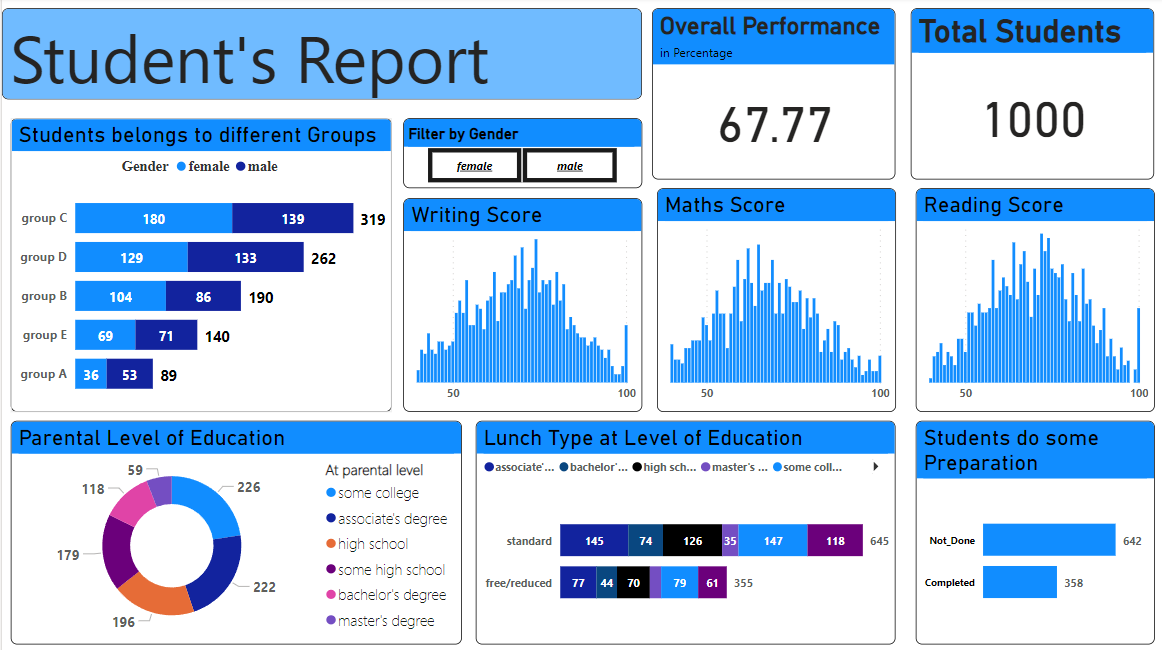 Student's Report
Overall Performance
in Percentage
67.77
Total Students
1000
Students belongs to different Groups
Gender female male
group C 180 139 319
group D 129 133 262
group B 104 86 190
group E 69 71 140
group A 36 53 89
Filter by Gender
female male
Writing Score
50 100
Maths Score
50 100
Reading Score
50 100
Parental Level of Education
59
226
118
179
222
196
At parental level
some college
associate's degree
high school
some high school
bachelor's degree
master's degree
Lunch Type at Level of Education
associate'... bachelor'... high sch... master's ... some coll...
standard 145 74 126 35 147 118 645
free/reduced 77 44 70 79 61 355
Students do some
Preparation
Not_Done 642
Completed 358